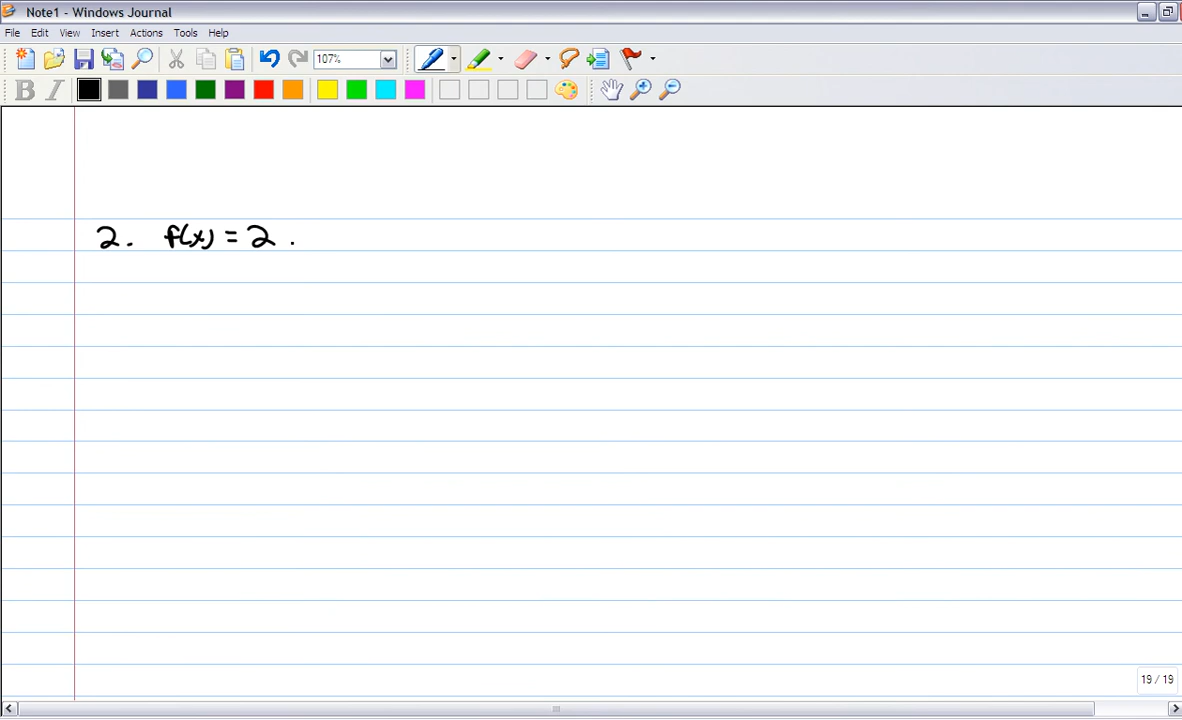 Note1 - Windows Journal
File Edit View Insert Actions Tools Help
107%
B I
2. f(x) = 2 .
19 / 19